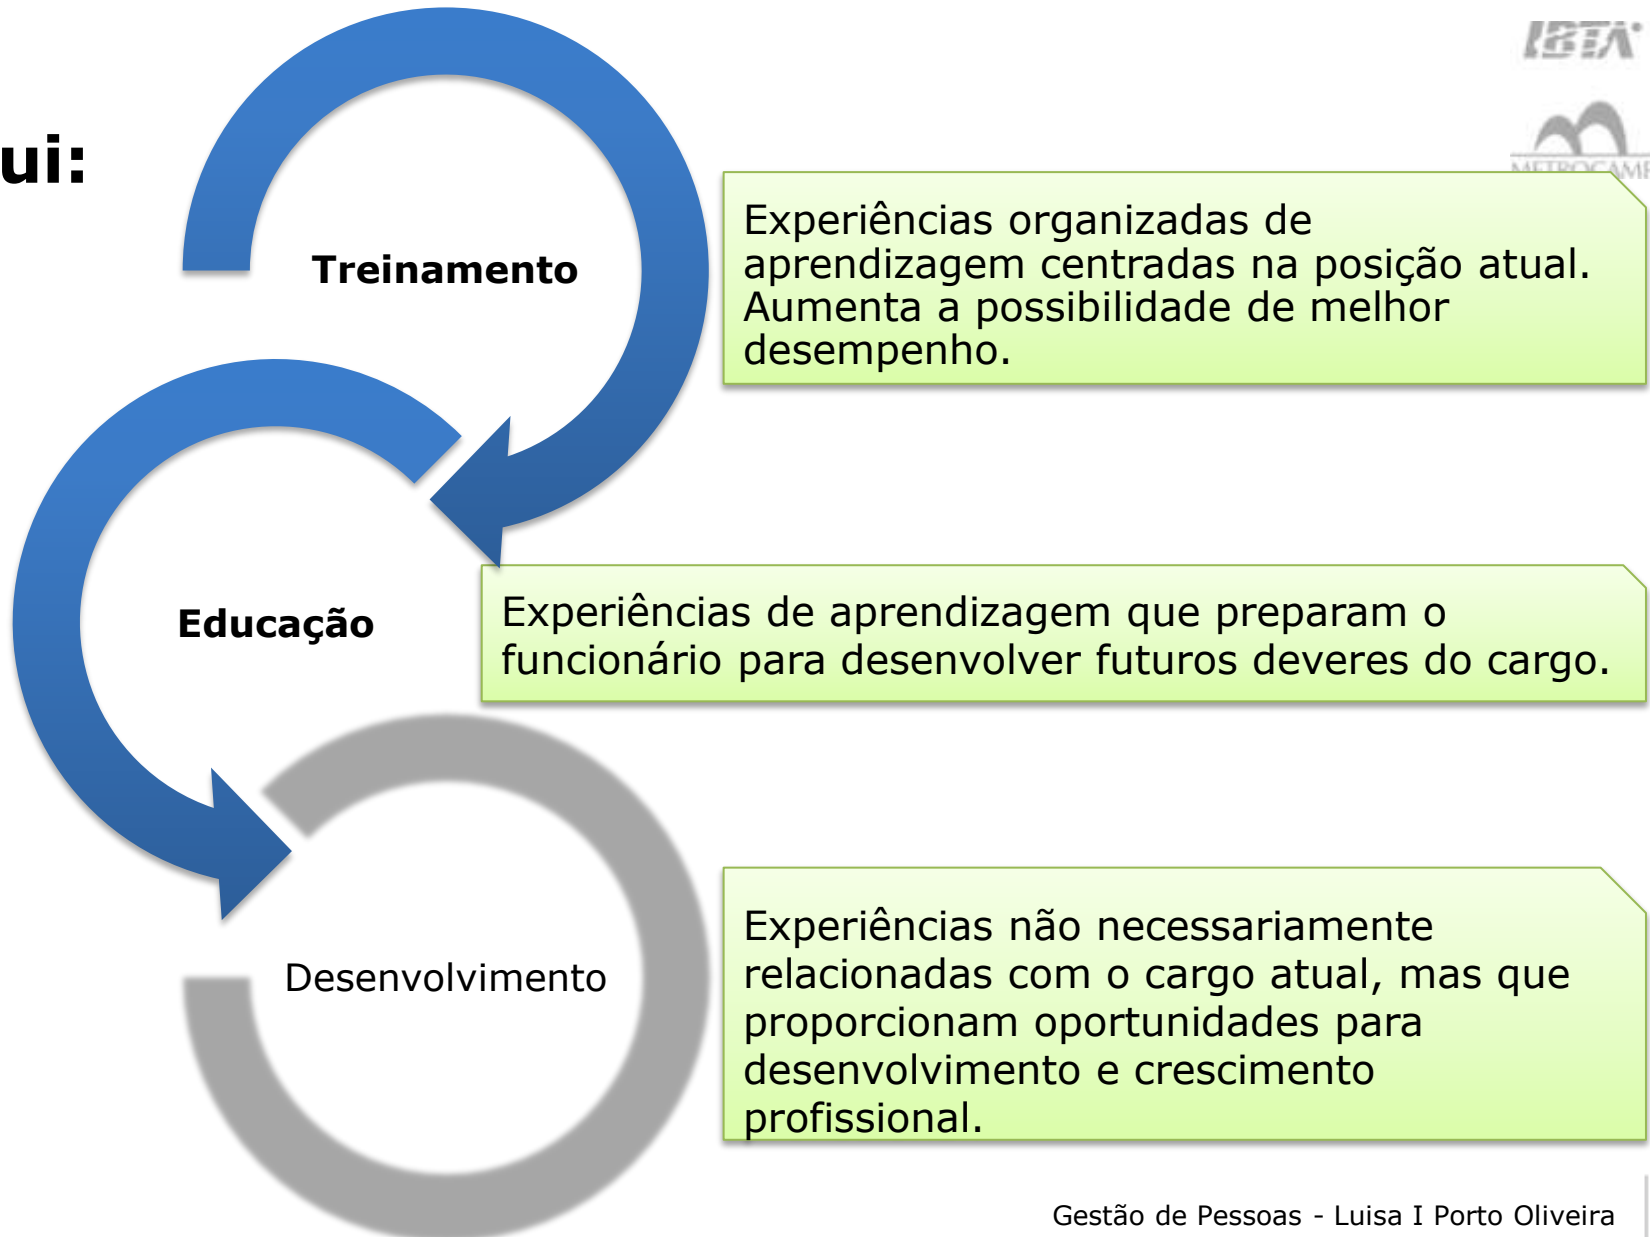 IBTA
METROCAMP
ui:
Treinamento
Experiências organizadas de
aprendizagem centradas na posição atual.
Aumenta a possibilidade de melhor
desempenho.
Educação
Experiências de aprendizagem que preparam o
funcionário para desenvolver futuros deveres do cargo.
Desenvolvimento
Experiências não necessariamente
relacionadas com o cargo atual, mas que
proporcionam oportunidades para
desenvolvimento e crescimento
profissional.
Gestão de Pessoas - Luisa I Porto Oliveira